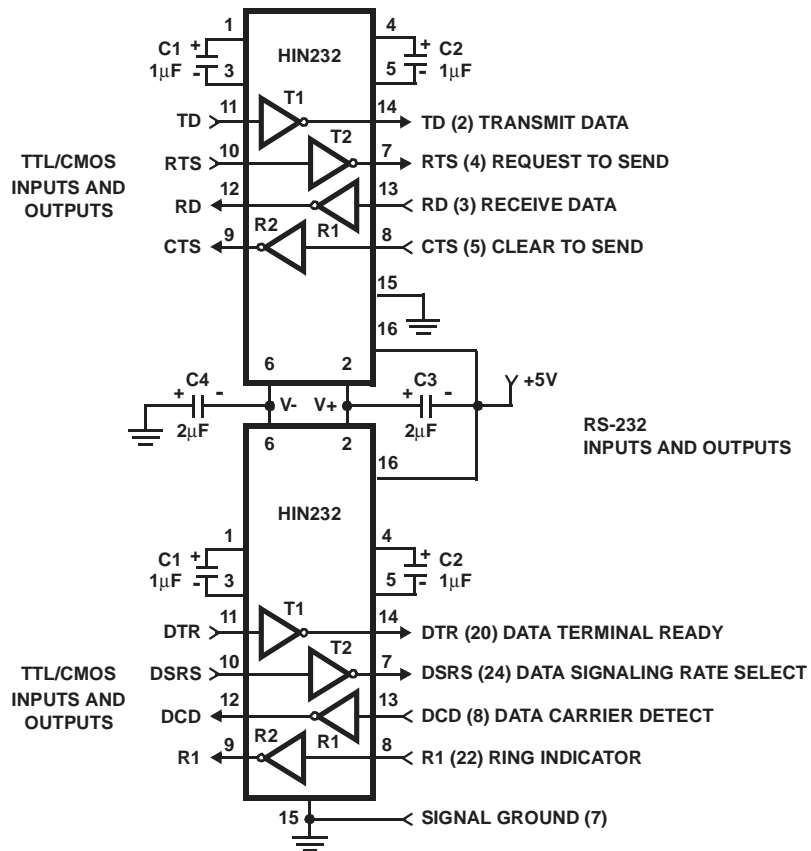 1
4
C1 + HIN232 + C2
1μF - 3 5 - 1μF
11 T1 14
TD TD (2) TRANSMIT DATA
10 T2 7
TTL/CMOS RTS RTS (4) REQUEST TO SEND
INPUTS AND 12 13
OUTPUTS RD RD (3) RECEIVE DATA
9 R2 R1 8
CTS CTS (5) CLEAR TO SEND
15
16
6 2
C4 C3 +5V
+ - V- V+ + -
2μF 2μF RS-232
6 2 INPUTS AND OUTPUTS
16
HIN232
1 4
C1 + + C2
1μF - 3 5 - 1μF
11 T1 14
DTR DTR (20) DATA TERMINAL READY
10 T2 7
TTL/CMOS DSRS DSRS (24) DATA SIGNALING RATE SELECT
INPUTS AND 12 13
OUTPUTS DCD DCD (8) DATA CARRIER DETECT
9 R2 R1 8
R1 R1 (22) RING INDICATOR
15 SIGNAL GROUND (7)